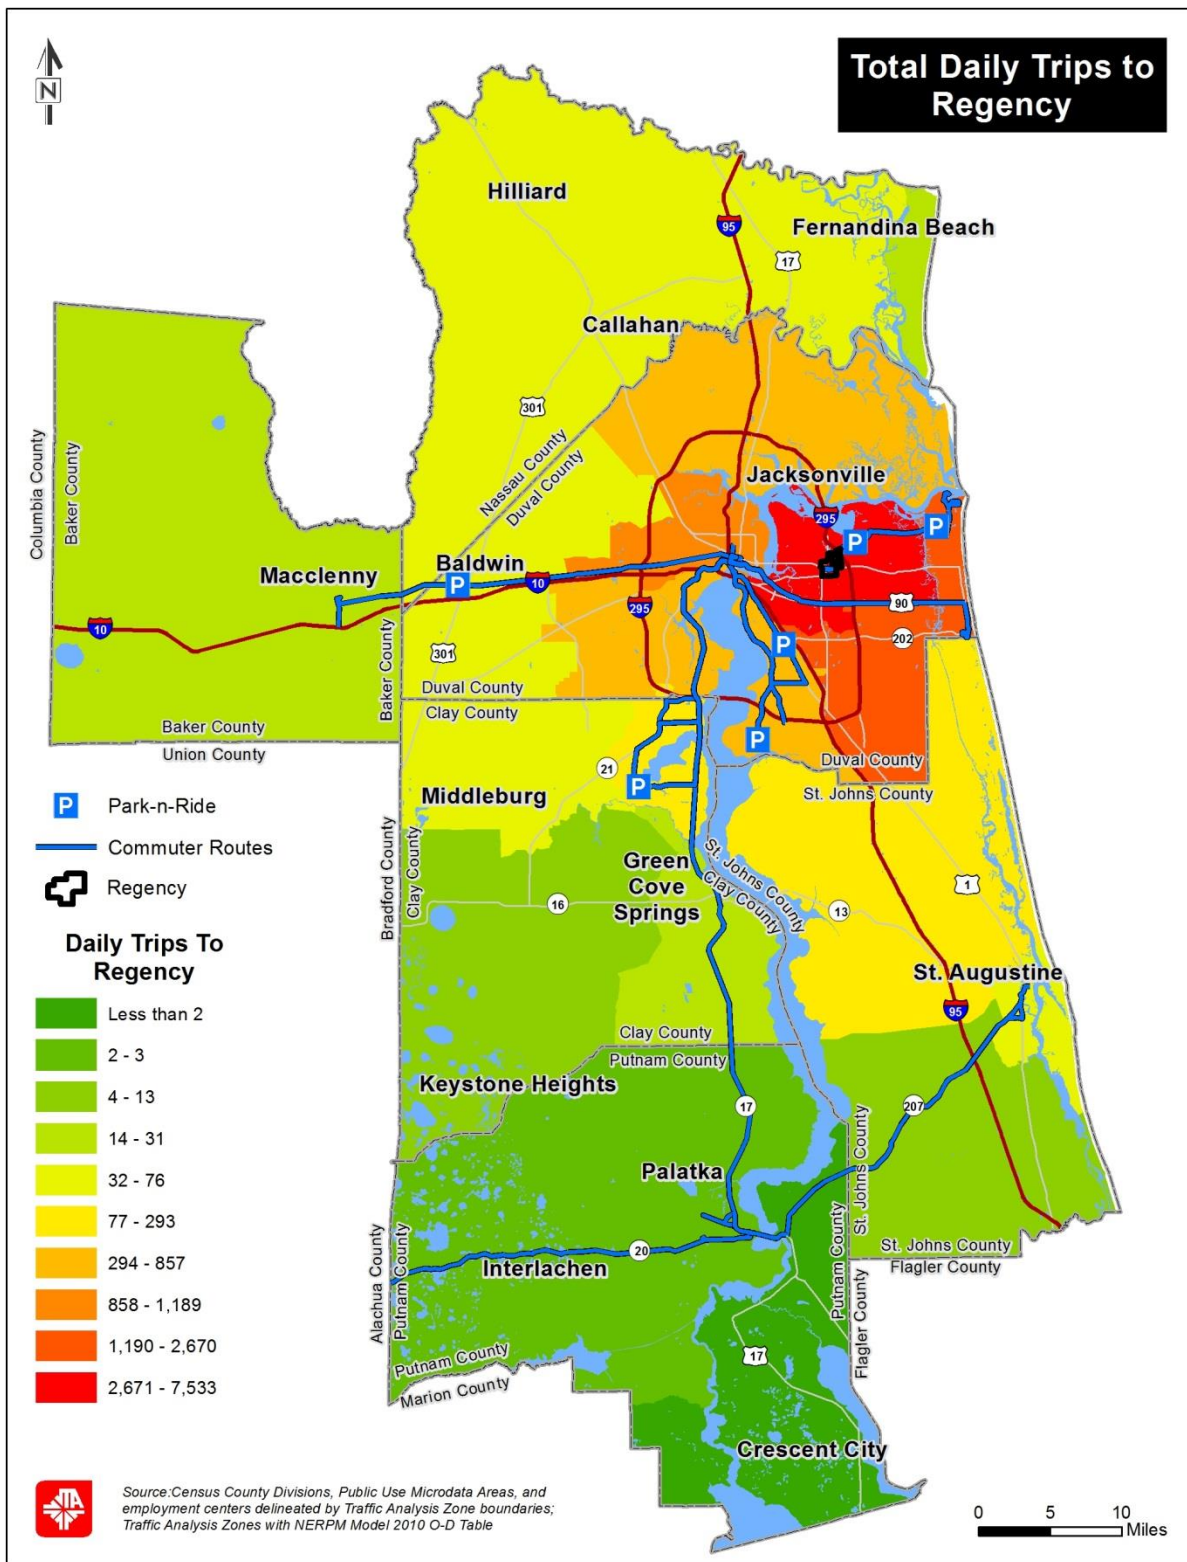 Total Daily Trips to
Regency
N
Hilliard
95
Fernandina Beach
17
Callahan
301
Nassau County
Duval County
Columbia County
Baker County
Jacksonville
295
P
P
Macclenny
Baldwin
P
10
10
295
90
202
P
301
Baker County
Duval County
Clay County
Baker County
Union County
P
Duval County
St. Johns County
21
P
Middleburg
P
Park-n-Ride
Commuter Routes
Regency
Bradford County
Clay County
Green
Cove
Springs
St. Johns County
Clay County
1
16
13
Daily Trips To
Regency
St. Augustine
95
Less than 2
2 - 3
4 - 13
14 - 31
32 - 76
77 - 293
294 - 857
858 - 1,189
1,190 - 2,670
2,671 - 7,533
Clay County
Putnam County
Keystone Heights
17
207
Palatka
St. Johns County
Putnam County
20
Interlachen
St. Johns County
Flagler County
Alachua County
Putnam County
Flagler County
Putnam County
Marion County
17
Crescent City
JTA
Source:Census County Divisions, Public Use Microdata Areas, and
employment centers delineated by Traffic Analysis Zone boundaries;
Traffic Analysis Zones with NERPM Model 2010 O-D Table
0 5 10
Miles